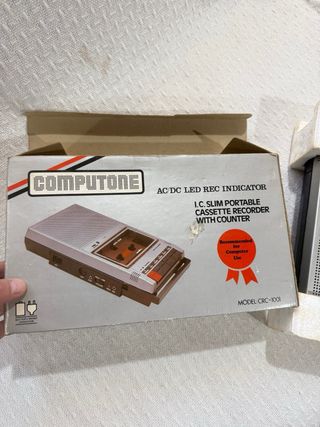 COMPUTONE
AC/DC LED REC INDICATOR
I.C. SLIM PORTABLE
CASSETTE RECORDER
WITH COUNTER
Recommended
for
Computer
Use
MODEL CRC-1001